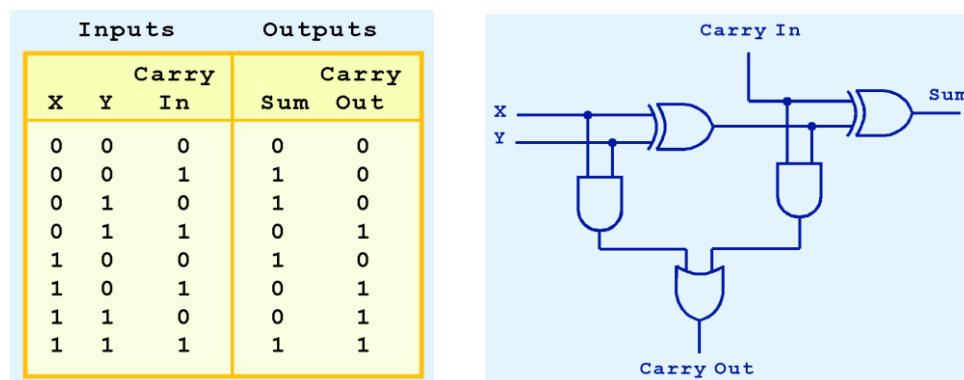 Inputs Outputs
Carry Carry
X Y In Sum Out
0 0 0 0 0
0 0 1 1 0
0 1 0 1 0
0 1 1 0 1
1 0 0 1 0
1 0 1 0 1
1 1 0 0 1
1 1 1 1 1
Carry In
X
Y
Sum
Carry Out